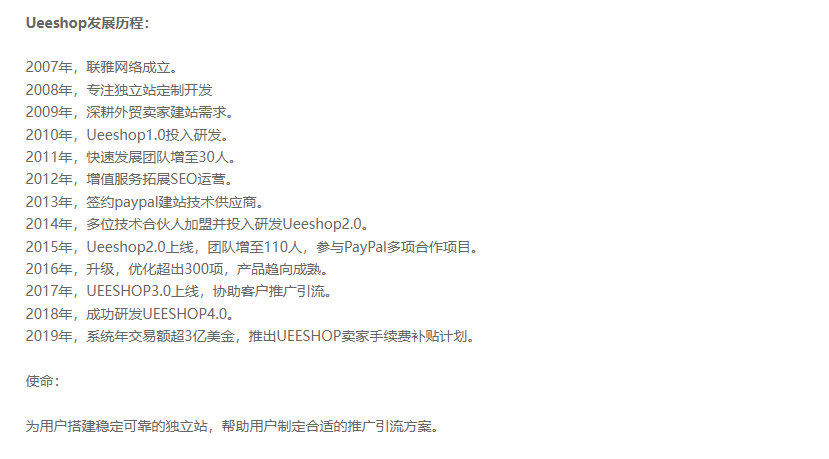 Ueeshop发展历程：
2007年，联雅网络成立。
2008年，专注独立站定制开发
2009年，深耕外贸卖家建站需求。
2010年，Ueeshop1.0投入研发。
2011年，快速发展团队增至30人。
2012年，增值服务拓展SEO运营。
2013年，签约paypal建站技术供应商。
2014年，多位技术合伙人加盟并投入研发Ueeshop2.0。
2015年，Ueeshop2.0上线，团队增至110人，参与PayPal多项合作项目。
2016年，升级，优化超出300项，产品趋向成熟。
2017年，UEESHOP3.0上线，协助客户推广引流。
2018年，成功研发UEESHOP4.0。
2019年，系统年交易额超3亿美金，推出UEESHOP卖家手续费补贴计划。
使命：
为用户搭建稳定可靠的独立站，帮助用户制定合适的推广引流方案。